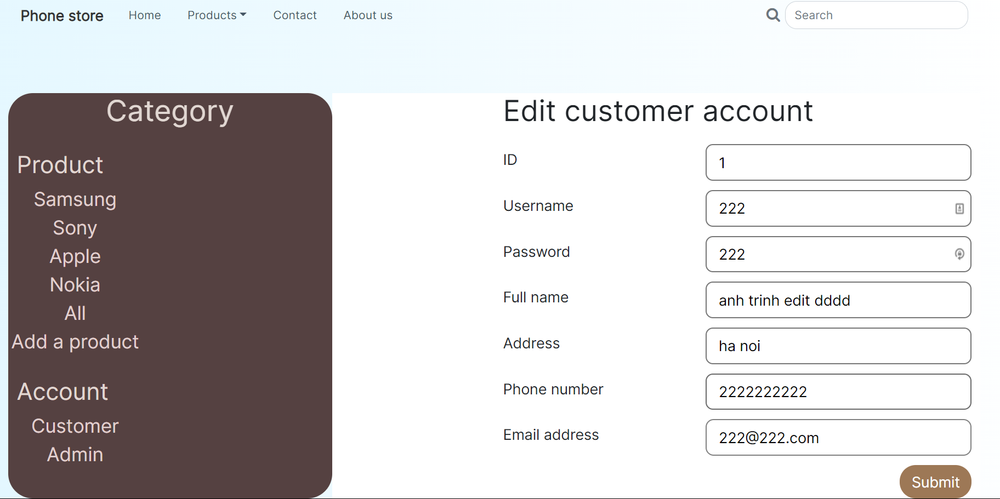 Phone store Home Products Contact About us Search
Category
Product
Samsung
Sony
Apple
Nokia
All
Add a product
Account
Customer
Admin
Edit customer account
ID 1
Username 222
Password 222
Full name anh trinh edit dddd
Address ha noi
Phone number 2222222222
Email address 222@222.com
Submit